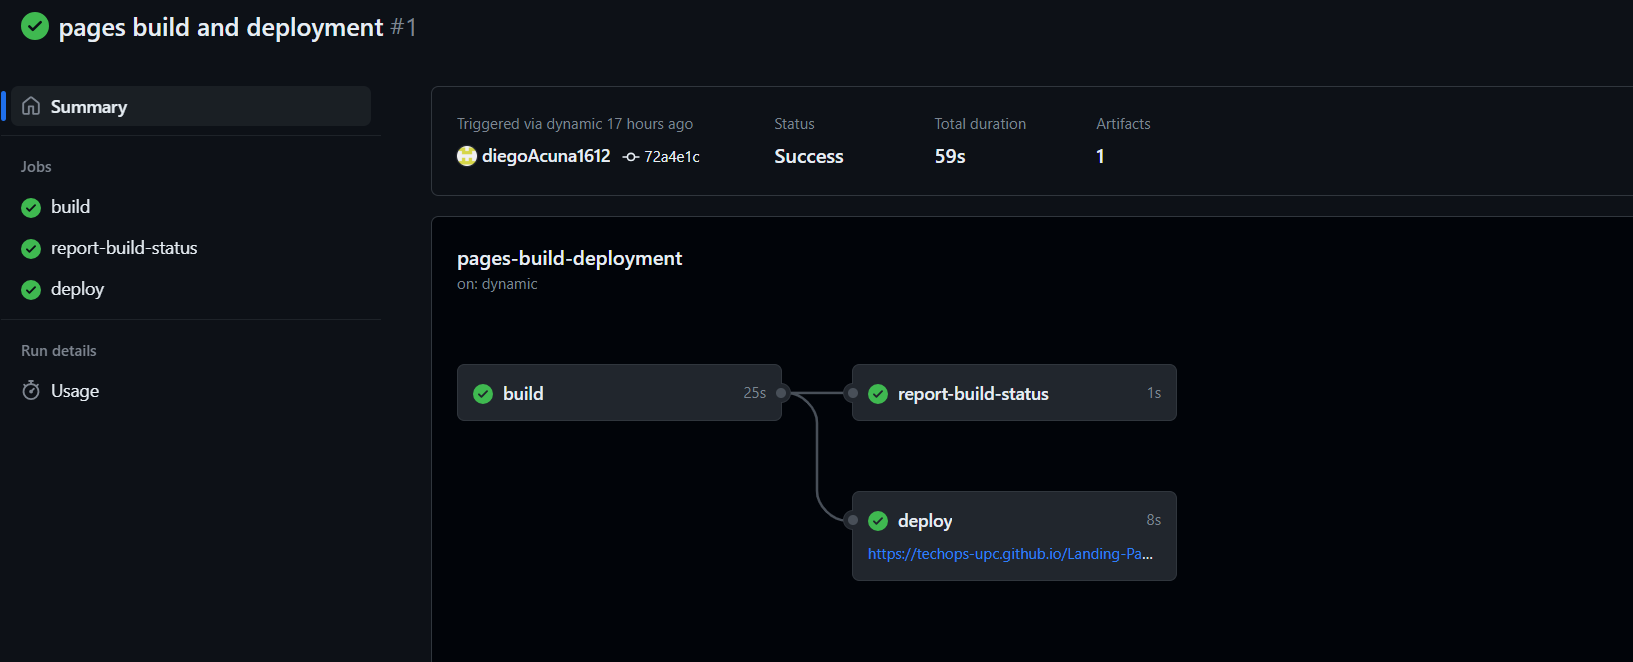 pages build and deployment #1
Summary
Jobs
build
report-build-status
deploy
Run details
Usage
Triggered via dynamic 17 hours ago
diegoAcuna1612 72a4e1c
Status
Success
Total duration
59s
Artifacts
1
pages-build-deployment
on: dynamic
build 25s
report-build-status 1s
deploy 8s
https://techops-upc.github.io/Landing-Pa...